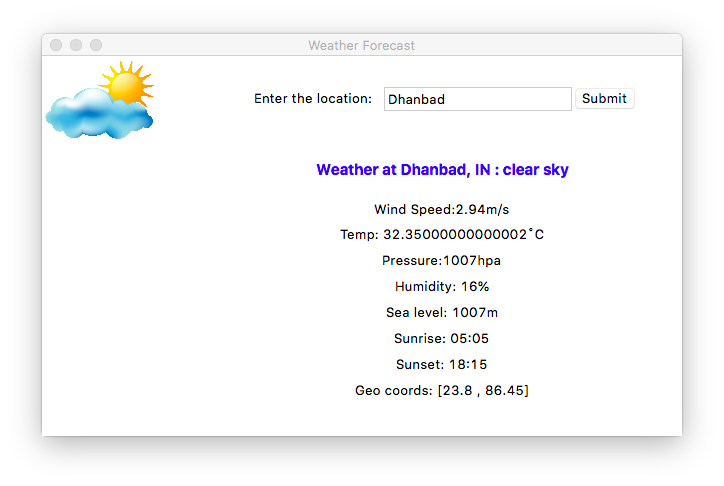 Weather Forecast
Enter the location: Dhanbad Submit
Weather at Dhanbad, IN : clear sky
Wind Speed:2.94m/s
Temp: 32.35000000000002˚C
Pressure:1007hpa
Humidity: 16%
Sea level: 1007m
Sunrise: 05:05
Sunset: 18:15
Geo coords: [23.8 , 86.45]